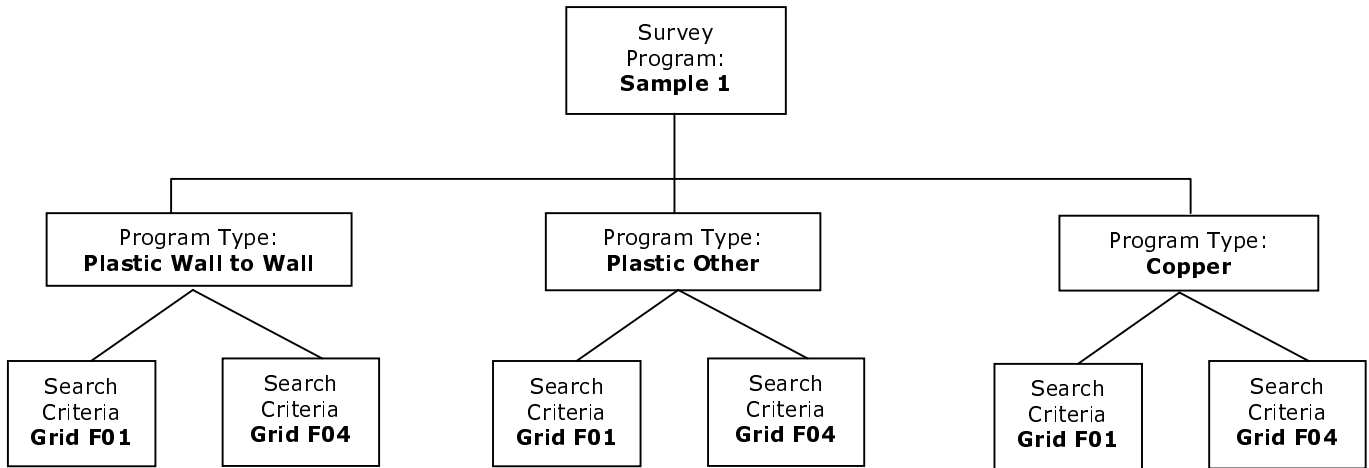 Survey
Program:
Sample 1
Program Type:
Plastic Wall to Wall
Program Type:
Plastic Other
Program Type:
Copper
Search
Criteria
Grid F01
Search
Criteria
Grid F04
Search
Criteria
Grid F01
Search
Criteria
Grid F04
Search
Criteria
Grid F01
Search
Criteria
Grid F04